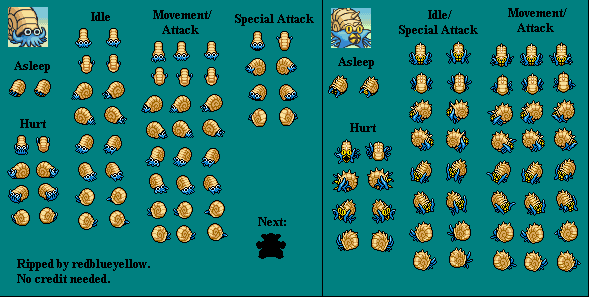 Idle
Movement/
Attack
Special Attack
Asleep
Hurt
Next:
Ripped by redblueyellow.
No credit needed.
Idle/
Special Attack
Movement/
Attack
Asleep
Hurt